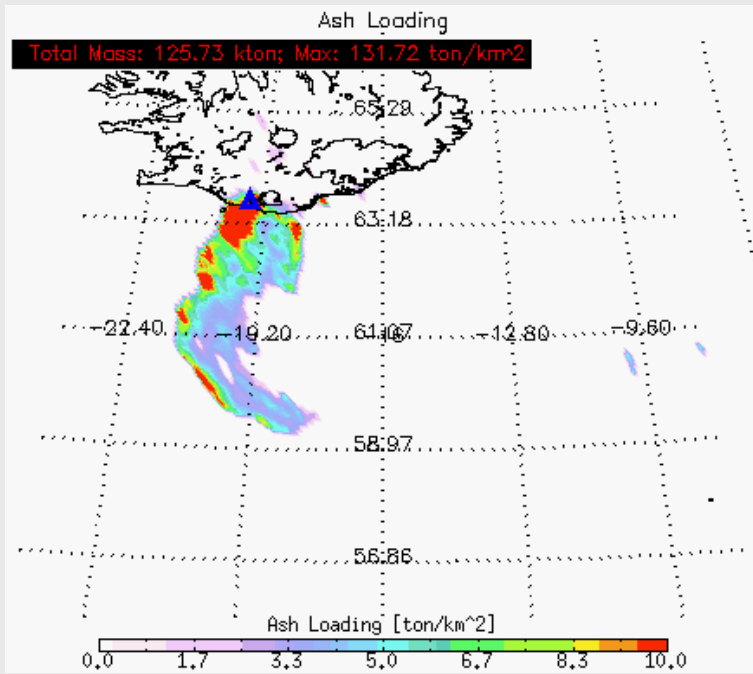 Ash Loading
Total Mass: 125.73 kton; Max: 131.72 ton/km^2
65.29
63.18
-22.40 -19.20 61.07 -12.80 -9.60
58.97
56.86
Ash Loading [ton/km^2]
0.0 1.7 3.3 5.0 6.7 8.3 10.0